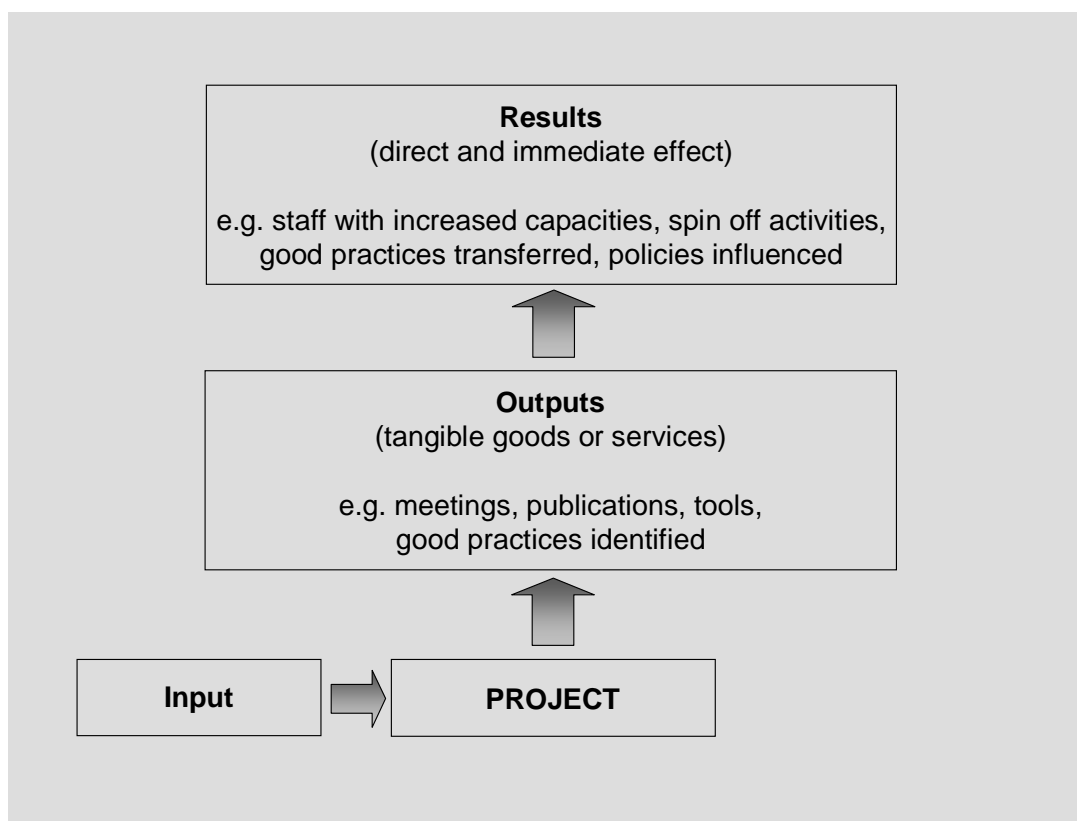 Results
(direct and immediate effect)
e.g. staff with increased capacities, spin off activities,
good practices transferred, policies influenced
Outputs
(tangible goods or services)
e.g. meetings, publications, tools,
good practices identified
Input
PROJECT